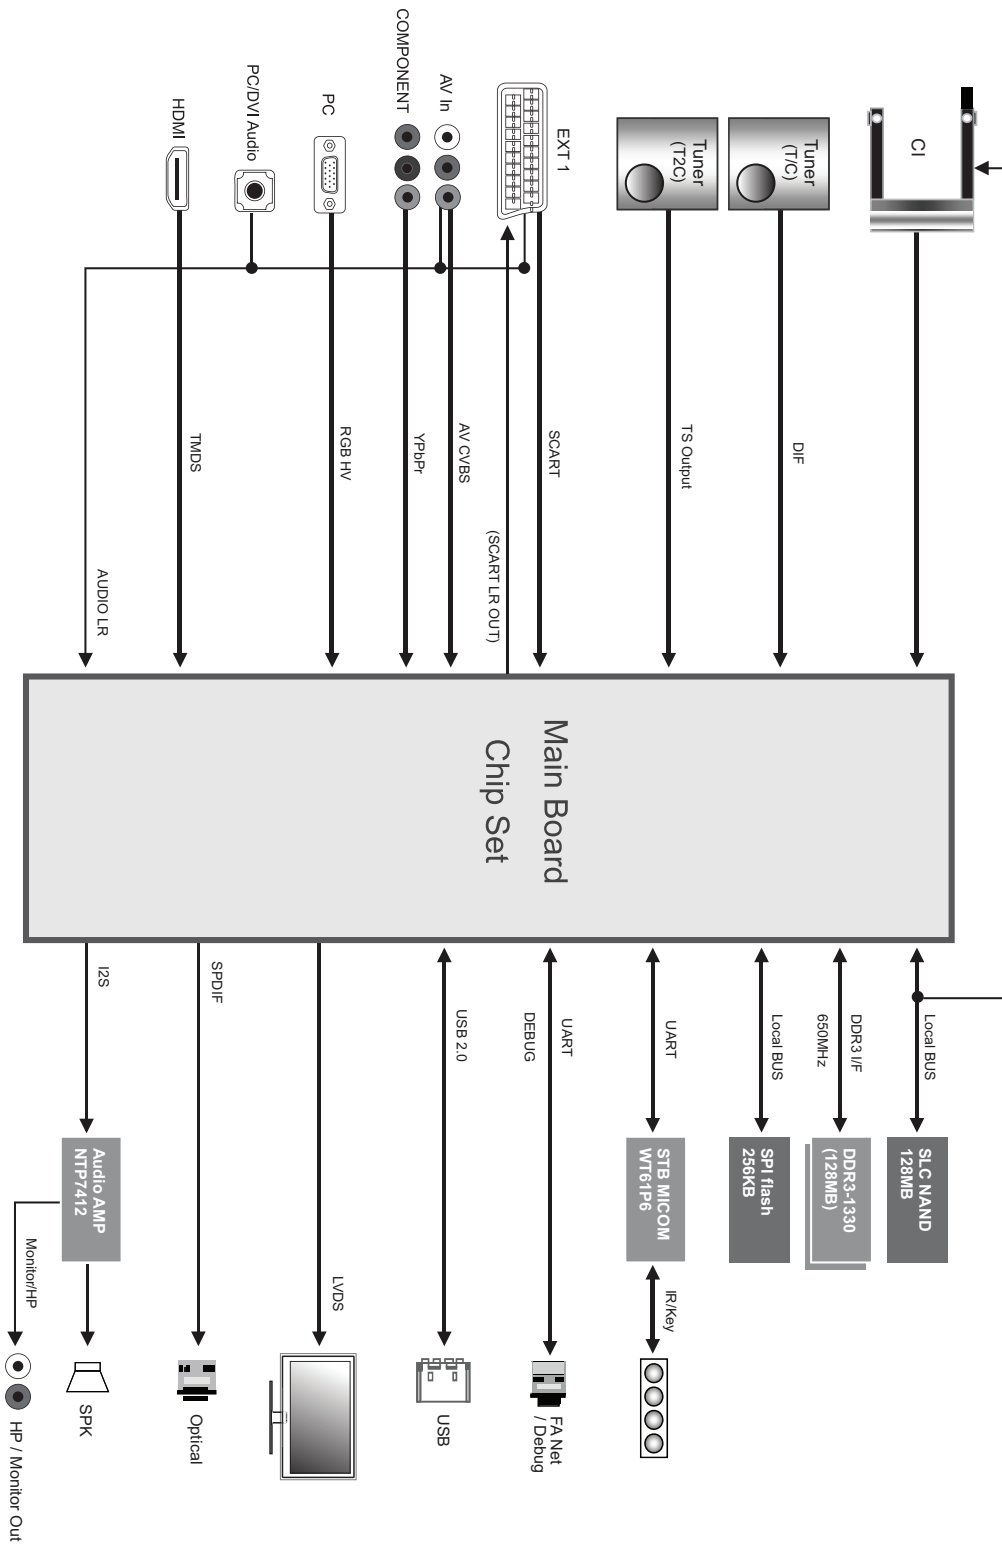 CI
Tuner
(T/C)
Tuner
(T2C)
EXT 1
AV In
COMPONENT
PC
PC/DVI Audio
HDMI
DIF
TS Output
SCART
(SCART LR OUT)
AV CVBS
YPbPr
RGB HV
TMDS
AUDIO LR
Main Board
Chip Set
Local BUS
DDR3 I/F
650MHz
Local BUS
UART
UART
DEBUG
USB 2.0
LVDS
SPDIF
I2S
SLC NAND
128MB
DDR3-1330
(128MB)
SPI flash
256KB
STB MICOM
WT61P6
IR/Key
Audio AMP
NTP7412
Monitor/HP
FA Net
/ Debug
USB
Optical
SPK
HP / Monitor Out